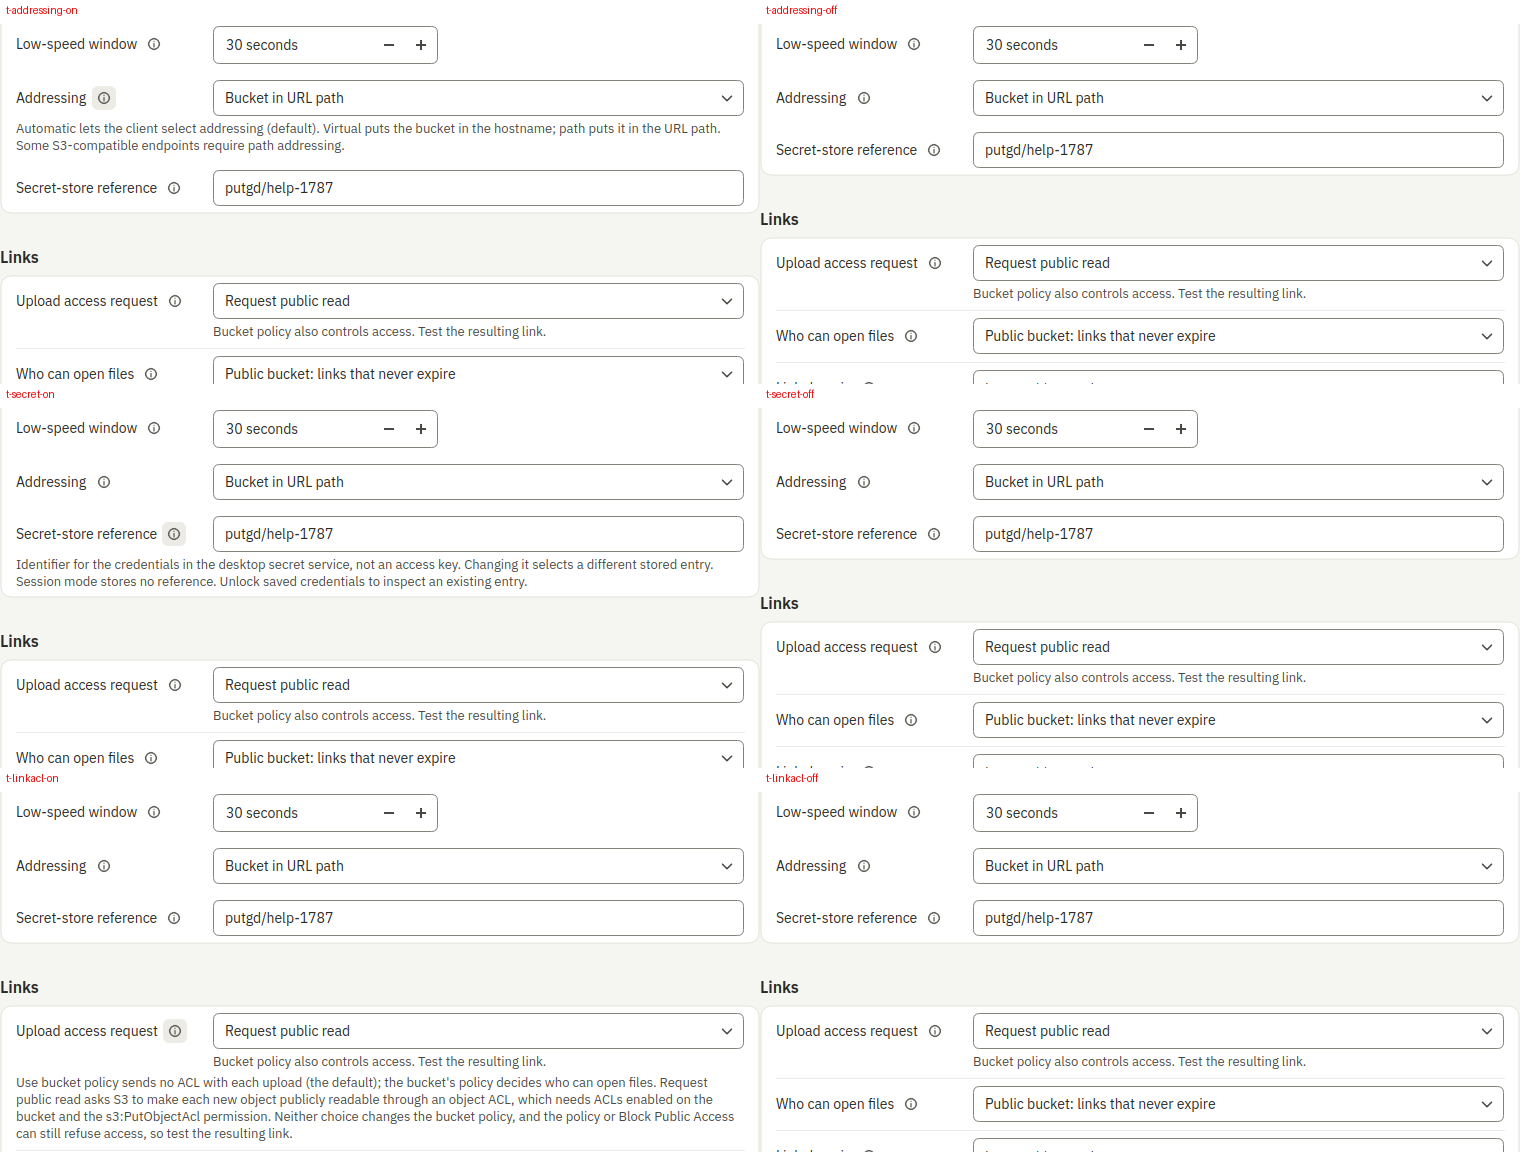 t-addressing-on
Low-speed window
30 seconds
Addressing
Bucket in URL path
Automatic lets the client select addressing (default). Virtual puts the bucket in the hostname; path puts it in the URL path.
Some S3-compatible endpoints require path addressing.
Secret-store reference
putgd/help-1787
Links
Upload access request
Request public read
Bucket policy also controls access. Test the resulting link.
Who can open files
Public bucket: links that never expire
t-addressing-off
Low-speed window
30 seconds
Addressing
Bucket in URL path
Secret-store reference
putgd/help-1787
Links
Upload access request
Request public read
Bucket policy also controls access. Test the resulting link.
Who can open files
Public bucket: links that never expire
t-secret-on
Low-speed window
30 seconds
Addressing
Bucket in URL path
Secret-store reference
putgd/help-1787
Identifier for the credentials in the desktop secret service, not an access key. Changing it selects a different stored entry.
Session mode stores no reference. Unlock saved credentials to inspect an existing entry.
Links
Upload access request
Request public read
Bucket policy also controls access. Test the resulting link.
Who can open files
Public bucket: links that never expire
t-secret-off
Low-speed window
30 seconds
Addressing
Bucket in URL path
Secret-store reference
putgd/help-1787
Links
Upload access request
Request public read
Bucket policy also controls access. Test the resulting link.
Who can open files
Public bucket: links that never expire
t-linkacl-on
Low-speed window
30 seconds
Addressing
Bucket in URL path
Secret-store reference
putgd/help-1787
Links
Upload access request
Request public read
Bucket policy also controls access. Test the resulting link.
Use bucket policy sends no ACL with each upload (the default); the bucket's policy decides who can open files. Request
public read asks S3 to make each new object publicly readable through an object ACL, which needs ACLs enabled on the
bucket and the s3:PutObjectAcl permission. Neither choice changes the bucket policy, and the policy or Block Public Access
can still refuse access, so test the resulting link.
t-linkacl-off
Low-speed window
30 seconds
Addressing
Bucket in URL path
Secret-store reference
putgd/help-1787
Links
Upload access request
Request public read
Bucket policy also controls access. Test the resulting link.
Who can open files
Public bucket: links that never expire